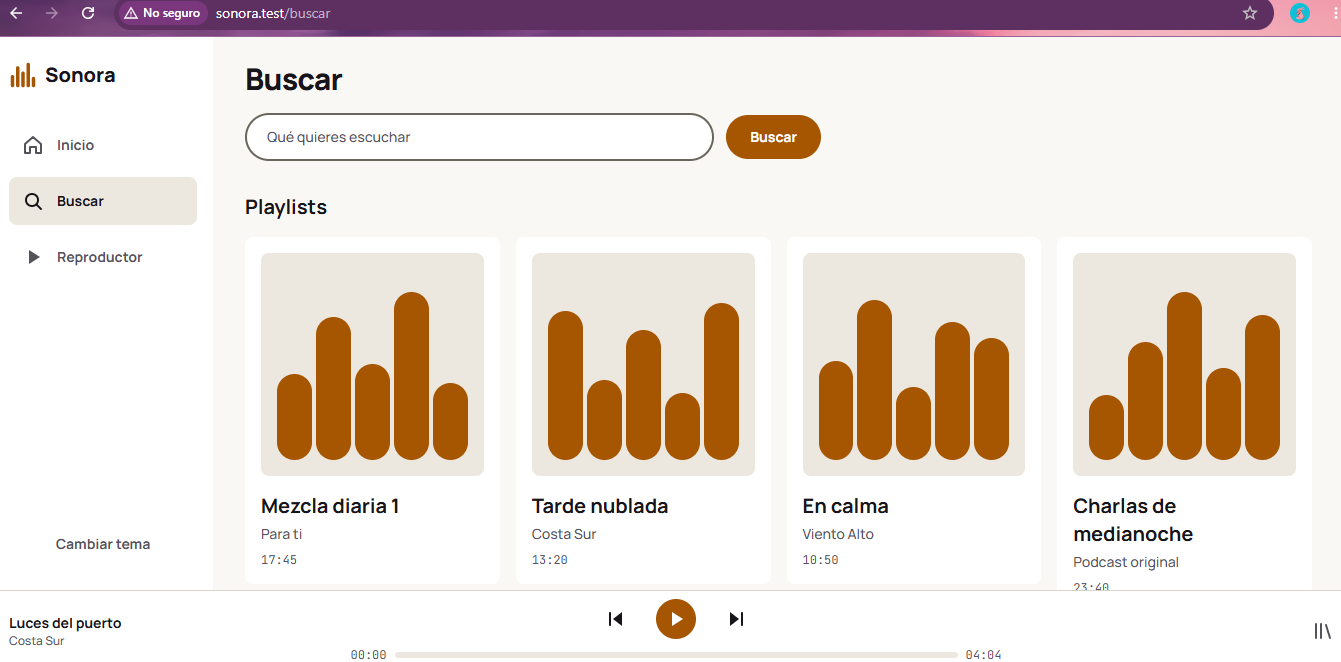 No seguro
sonora.test/buscar
Sonora
Inicio
Buscar
Reproductor
Cambiar tema
Buscar
Qué quieres escuchar
Buscar
Playlists
Mezcla diaria 1
Para ti
17:45
Tarde nublada
Costa Sur
13:20
En calma
Viento Alto
10:50
Charlas de
medianoche
Podcast original
23:40
Luces del puerto
Costa Sur
00:00
04:04